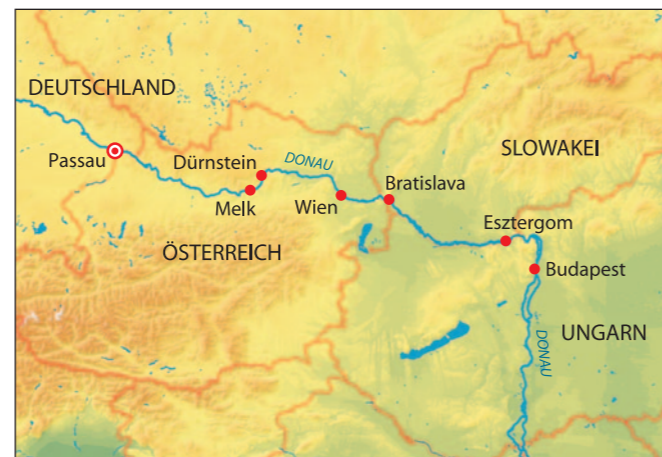 DEUTSCHLAND
Passau
Dürnstein
DONAU
SLOWAKEI
Melk
Wien
Bratislava
Esztergom
ÖSTERREICH
Budapest
UNGARN
DONAU